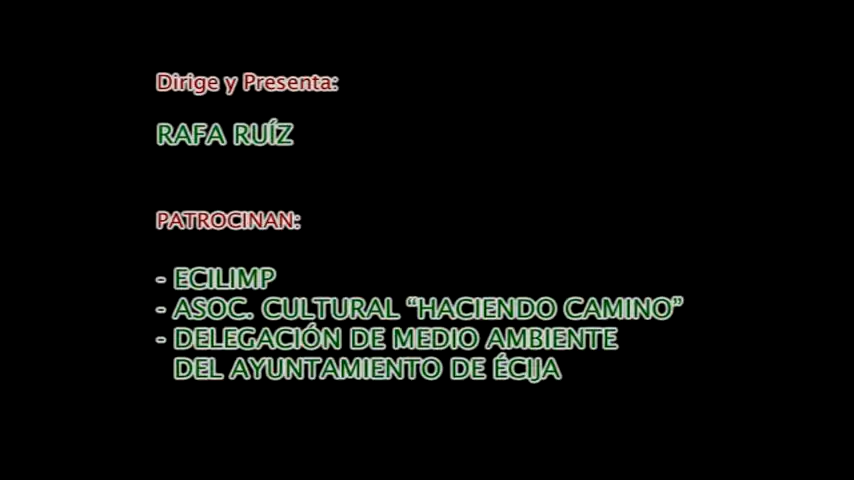 Dirige y Presenta:
RAFA RUÍZ
PATROCINAN:
- ECILIMP
- ASOC. CULTURAL “HACIENDO CAMINO”
- DELEGACIÓN DE MEDIO AMBIENTE
DEL AYUNTAMIENTO DE ÉCIJA